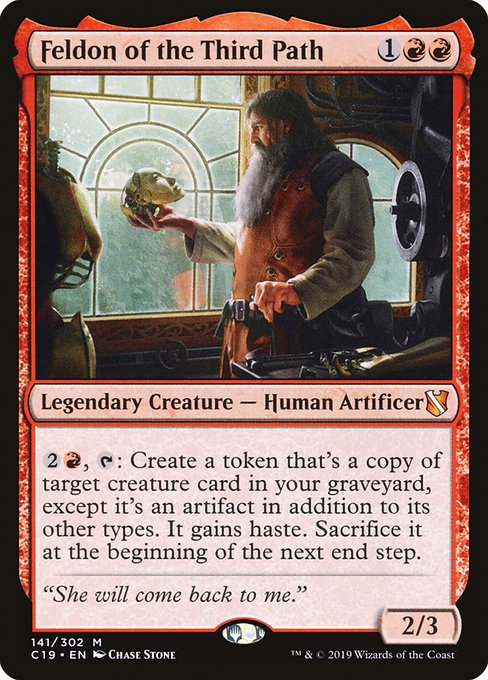 Feldon of the Third Path 1
Legendary Creature — Human Artificer
2, : Create a token that's a copy of
target creature card in your graveyard,
except it's an artifact in addition to its
other types. It gains haste. Sacrifice it
at the beginning of the next end step.
“She will come back to me.”
2/3
141/302 M
C19 • EN Chase Stone
™ & © 2019 Wizards of the Coast